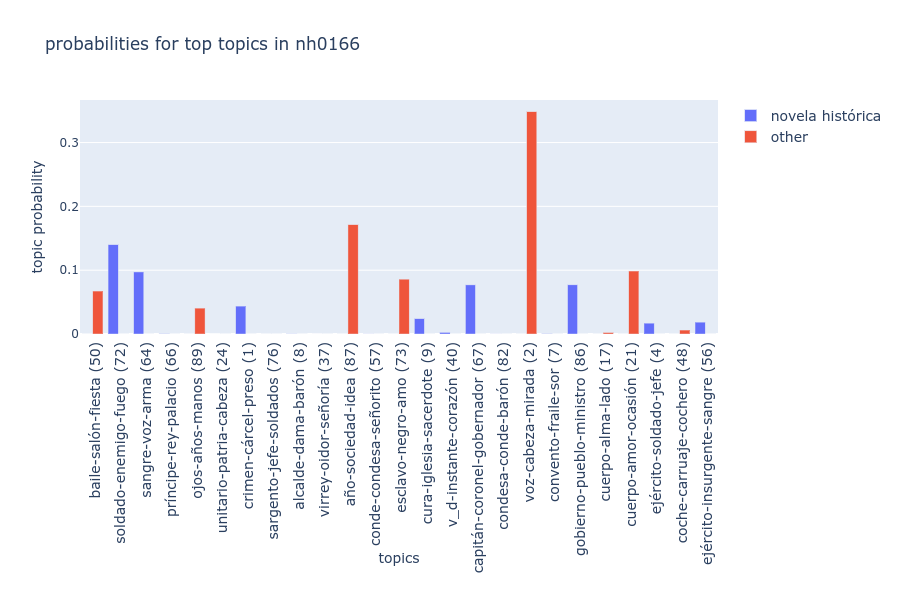 probabilities for top topics in nh0166
novela histórica
other
topic probability
0.3
0.2
0.1
0
baile-salón-fiesta (50)
soldado-enemigo-fuego (72)
sangre-voz-arma (64)
príncipe-rey-palacio (66)
ojos-años-manos (89)
unitario-patria-cabeza (24)
crimen-cárcel-preso (1)
sargento-jefe-soldados (76)
alcalde-dama-barón (8)
virrey-oidor-señoría (37)
año-sociedad-idea (87)
conde-condesa-señorito (57)
esclavo-negro-amo (73)
cura-iglesia-sacerdote (9)
v_d-instante-corazón (40)
capitán-coronel-gobernador (67)
condesa-conde-barón (82)
voz-cabeza-mirada (2)
convento-fraile-sor (7)
gobierno-pueblo-ministro (86)
cuerpo-alma-lado (17)
cuerpo-amor-ocasión (21)
ejército-soldado-jefe (4)
coche-carruaje-cochero (48)
ejército-insurgente-sangre (56)
topics